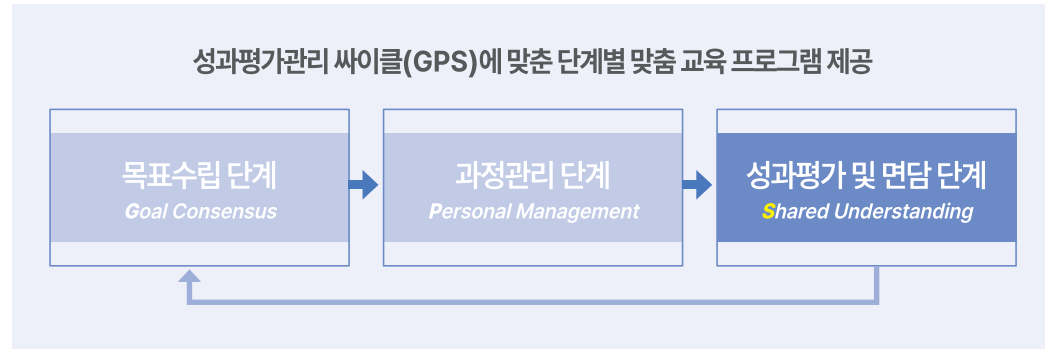 성과평가관리 싸이클(GPS)에 맞춘 단계별 맞춤 교육 프로그램 제공
목표수립 단계
Goal Consensus
과정관리 단계
Personal Management
성과평가 및 면담 단계
Shared Understanding